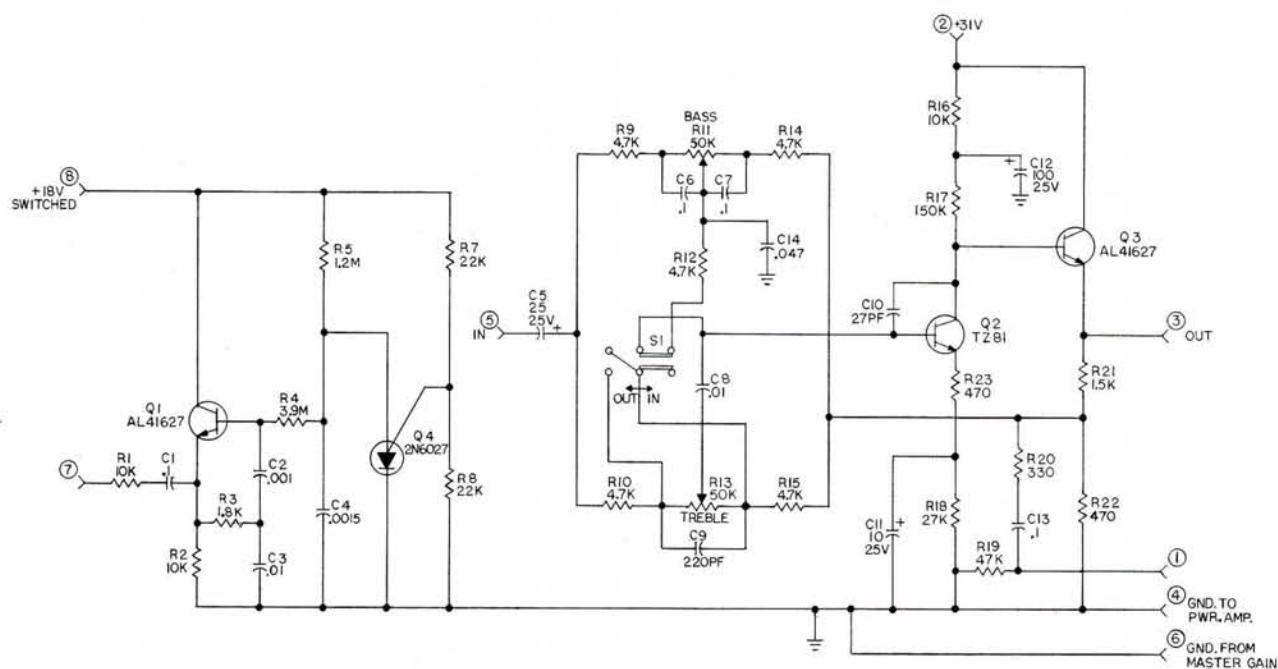 ② +31V
R16
10K
BASS
R11
50K
R9
4.7K
R14
4.7K
⑧
+18V
SWITCHED
C6
.1
C7
.1
C12
100
25V
R17
150K
R5
1.2M
R7
22K
R12
4.7K
C14
.047
Q3
AL41627
C5
25
25V
+
⑤
IN
C10
27PF
Q2
TZ81
③
OUT
S1
OUT IN
C8
.01
R23
470
R21
1.5K
Q1
AL41627
R4
3.9M
Q4
2N6027
⑦
R1
10K
C1
.1
C2
.001
R8
22K
R10
4.7K
R13
50K
TREBLE
R15
4.7K
R20
330
R3
1.8K
C4
.0015
C9
220PF
C11
10
25V
+
R18
27K
C13
.1
R22
470
R2
10K
C3
.01
R19
47K
①
④ GND. TO
PWR. AMP.
⑥ GND. FROM
MASTER GAIN